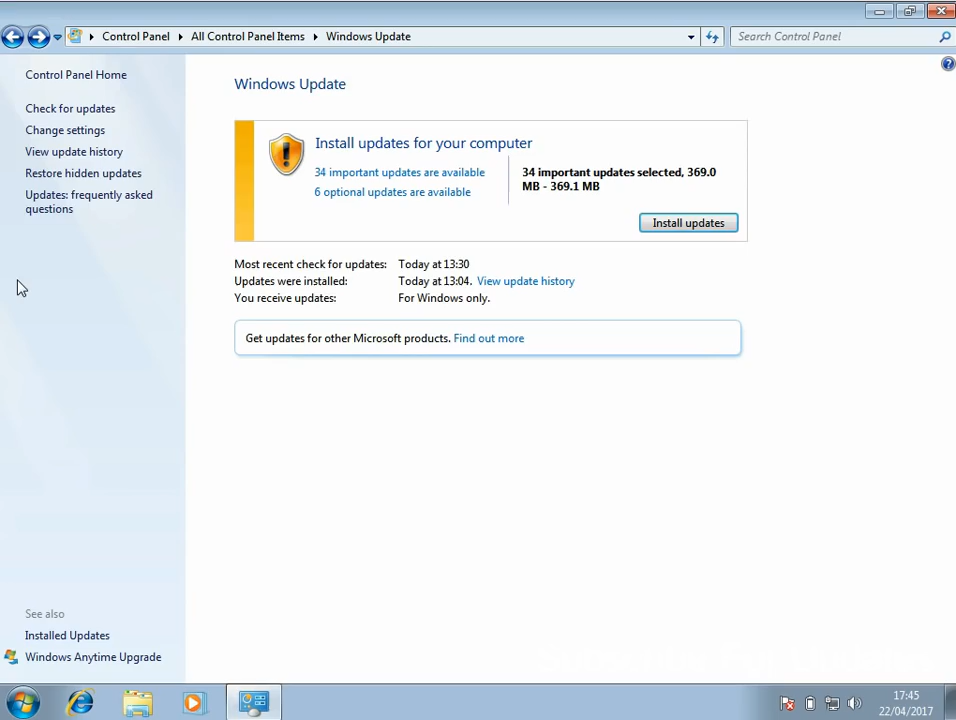 Control Panel
All Control Panel Items
Windows Update
Search Control Panel
Control Panel Home
Check for updates
Change settings
View update history
Restore hidden updates
Updates: frequently asked
questions
Windows Update
Install updates for your computer
34 important updates are available
6 optional updates are available
34 important updates selected, 369.0
MB - 369.1 MB
Install updates
Most recent check for updates: Today at 13:30
Updates were installed: Today at 13:04. View update history
You receive updates: For Windows only.
Get updates for other Microsoft products. Find out more
See also
Installed Updates
Windows Anytime Upgrade
17:45
22/04/2017